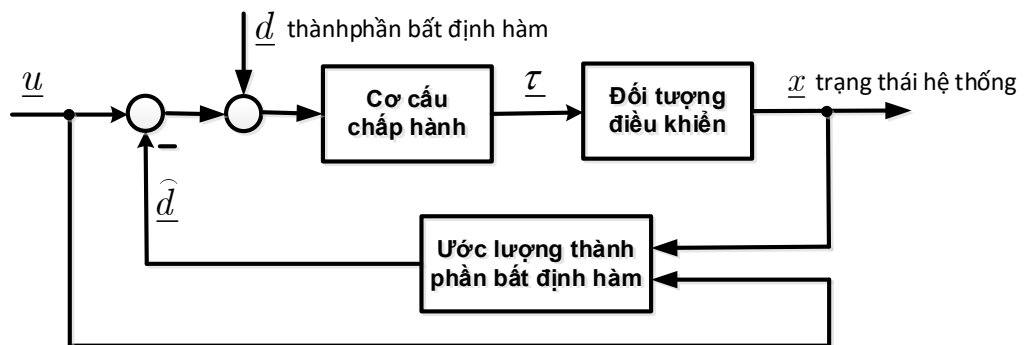 d thànhphần bất định hàm
u
Cơ cấu
chấp hành
τ
Đối tượng
điều khiển
x trạng thái hệ thống
−
d̂
Ước lượng thành
phần bất định hàm